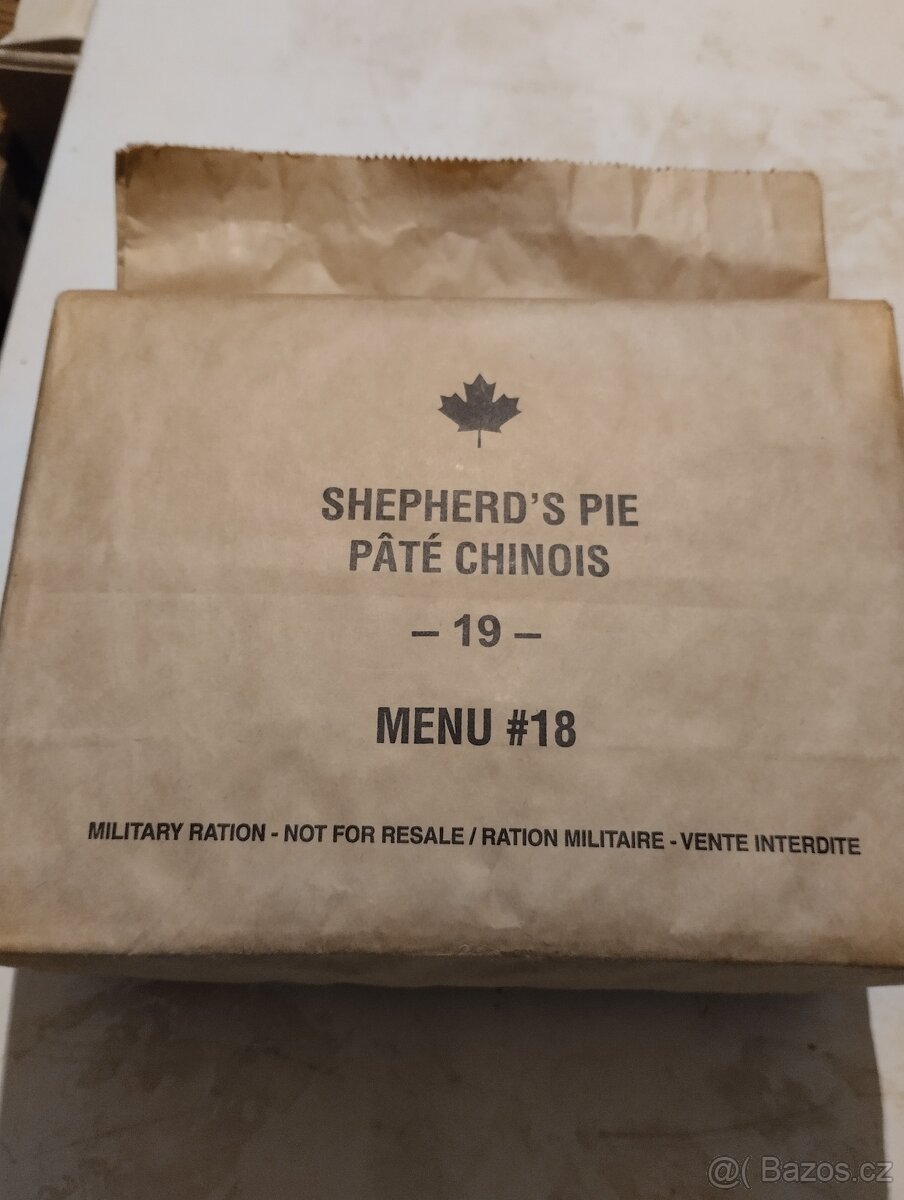 SHEPHERD'S PIE
PÂTÉ CHINOIS
– 19 –
MENU #18
MILITARY RATION - NOT FOR RESALE / RATION MILITAIRE - VENTE INTERDITE
@( Bazos.cz